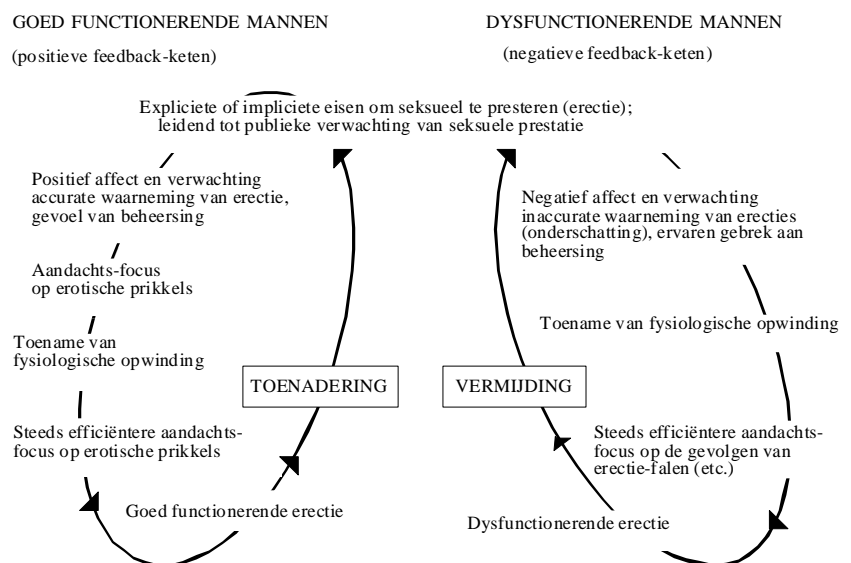 GOED FUNCTIONERENDE MANNEN
(positieve feedback-keten)
DYSFUNCTIONERENDE MANNEN
(negatieve feedback-keten)
Expliciete of impliciete eisen om seksueel te presteren (erectie);
leidend tot publieke verwachting van seksuele prestatie
Positief affect en verwachting
accurate waarneming van erectie,
gevoel van beheersing
Aandachts-focus
op erotische prikkels
Toename van
fysiologische opwinding
TOENADERING
Steeds efficiëntere aandachts-
focus op erotische prikkels
Goed functionerende erectie
Negatief affect en verwachting
inaccurate waarneming van erecties
(onderschatting), ervaren gebrek aan
beheersing
Toename van fysiologische opwinding
VERMIJDING
Steeds efficiëntere aandachts-
focus op de gevolgen van
erectie-falen (etc.)
Dysfunctionerende erectie